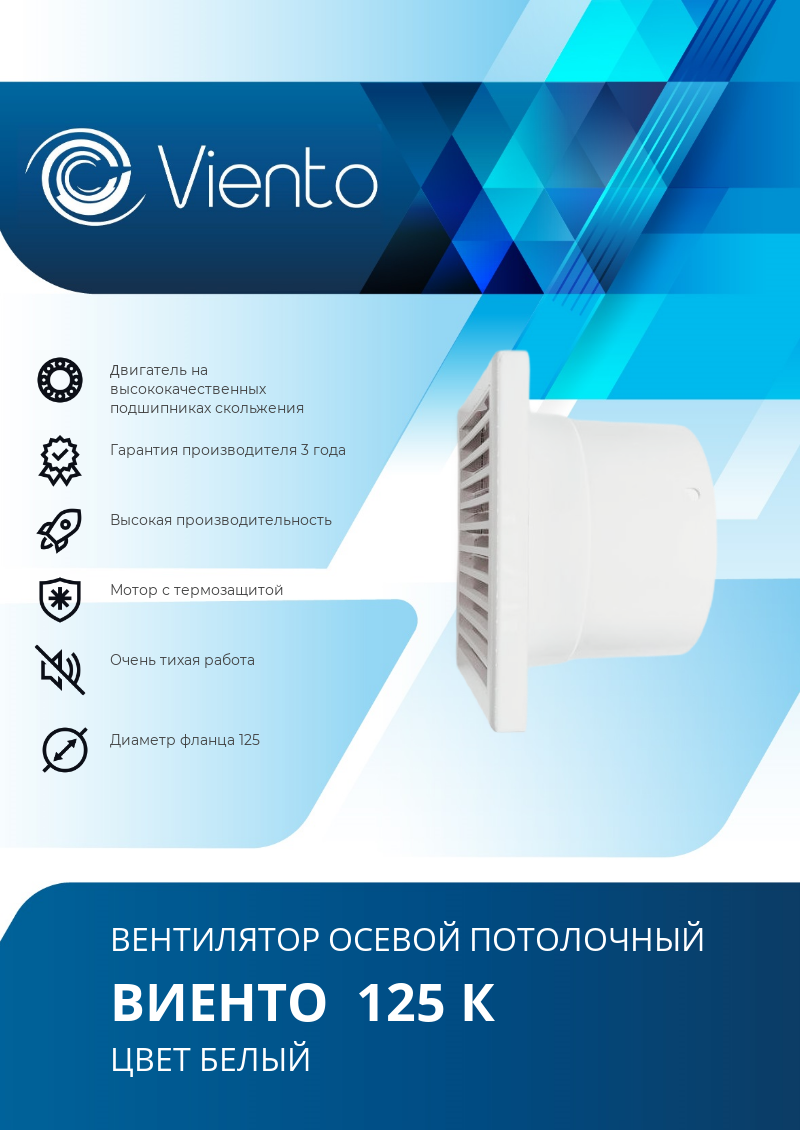 Viento
Двигатель на
высококачественных
подшипниках скольжения
Гарантия производителя 3 года
Высокая производительность
Мотор с термозащитой
Очень тихая работа
Диаметр фланца 125
ВЕНТИЛЯТОР ОСЕВОЙ ПОТОЛОЧНЫЙ
ВИЕНТО 125 К
ЦВЕТ БЕЛЫЙ